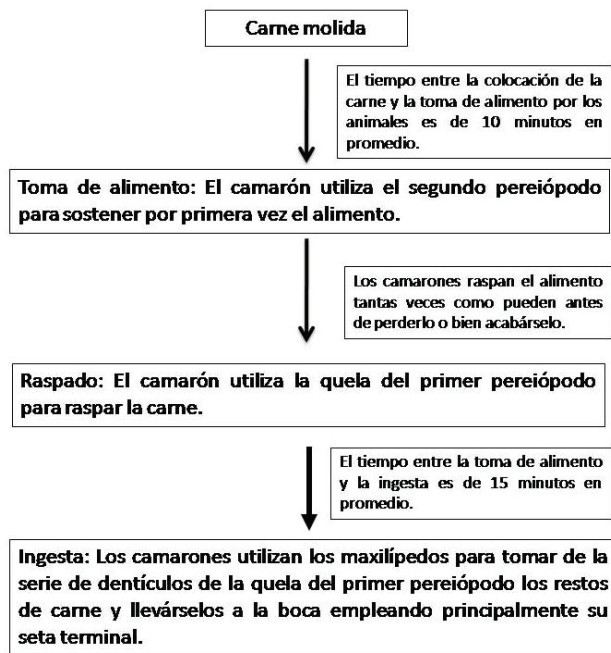 Carne molida
El tiempo entre la colocación de la
carne y la toma de alimento por los
animales es de 10 minutos en
promedio.
Toma de alimento: El camarón utiliza el segundo pereiópodo
para sostener por primera vez el alimento.
Los camarones raspan el alimento
tantas veces como pueden antes
de perderlo o bien acabárselo.
Raspado: El camarón utiliza la quela del primer pereiópodo
para raspar la carne.
El tiempo entre la toma de alimento
y la ingesta es de 15 minutos en
promedio.
Ingesta: Los camarones utilizan los maxilípedos para tomar de la
serie de dentículos de la quela del primer pereiópodo los restos
de carne y llevárselos a la boca empleando principalmente su
seta terminal.